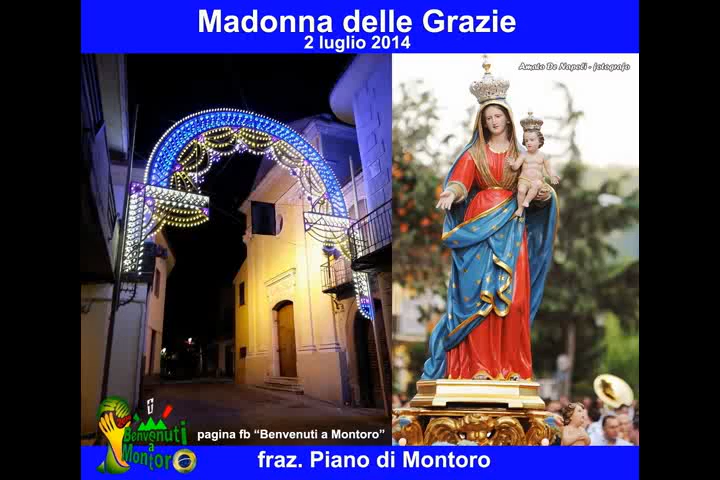 Madonna delle Grazie
2 luglio 2014
Amato De Napoli - fotografo
pagina fb “Benvenuti a Montoro”
Benvenuti
a
Montoro
fraz. Piano di Montoro